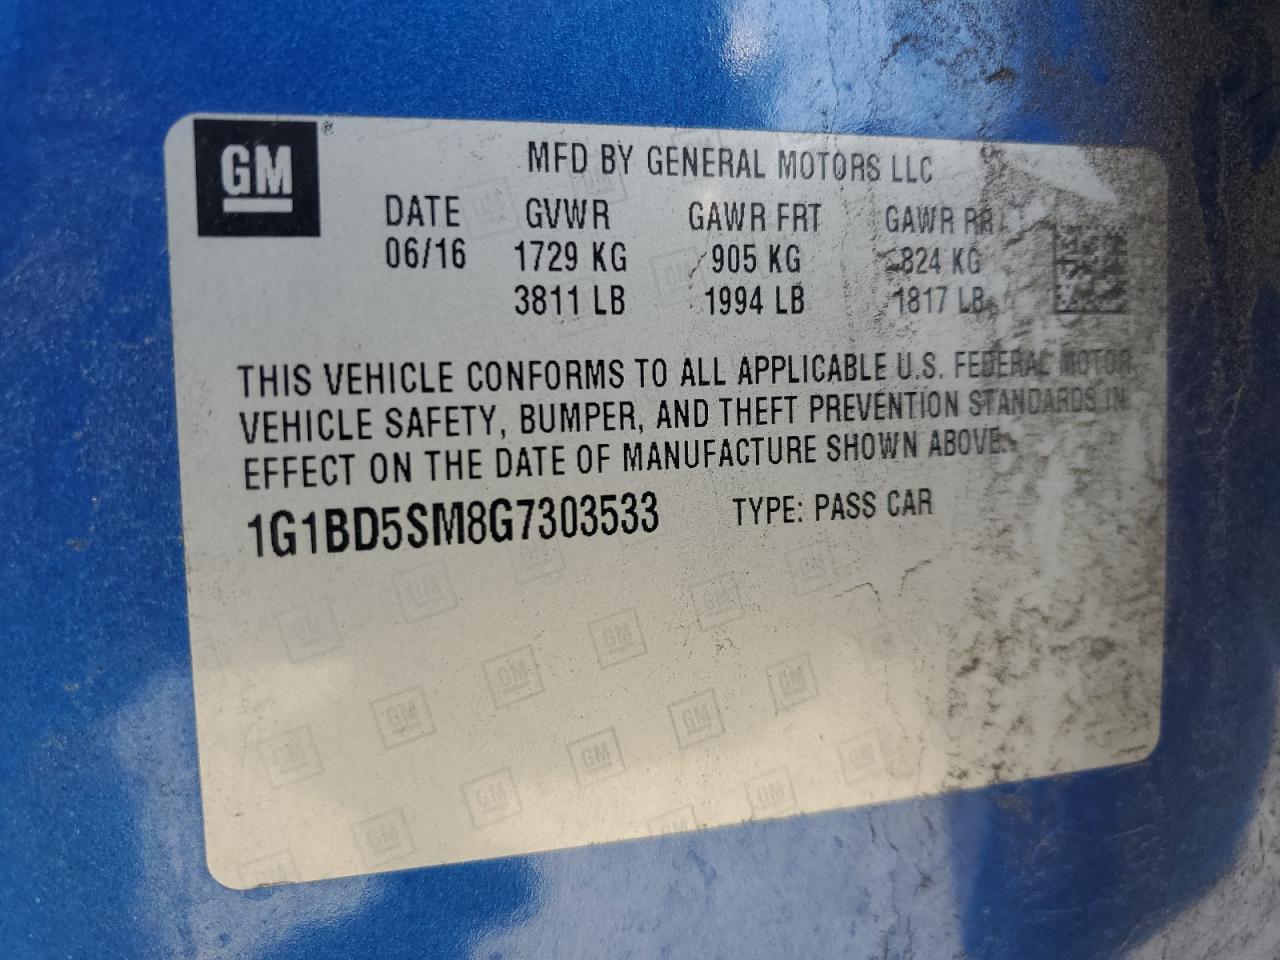 GM
MFD BY GENERAL MOTORS LLC
DATE GVWR GAWR FRT GAWR RR
06/16 1729 KG 905 KG 824 KG
3811 LB 1994 LB 1817 LB
THIS VEHICLE CONFORMS TO ALL APPLICABLE U.S. FEDERAL MOTOR
VEHICLE SAFETY, BUMPER, AND THEFT PREVENTION STANDARDS IN
EFFECT ON THE DATE OF MANUFACTURE SHOWN ABOVE.
1G1BD5SM8G7303533 TYPE: PASS CAR